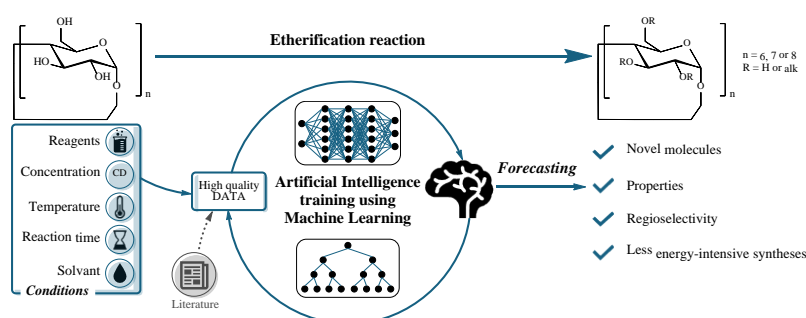 OH
O
HO
OH
O
n
Etherification reaction
OR
O
RO
OR
O
n
n = 6, 7 or 8
R = H or alk
Reagents
Concentration
CD
Temperature
Reaction time
Solvant
Conditions
High quality
DATA
Literature
Artificial Intelligence
training using
Machine Learning
Forecasting
Novel molecules
Properties
Regioselectivity
Less energy-intensive syntheses